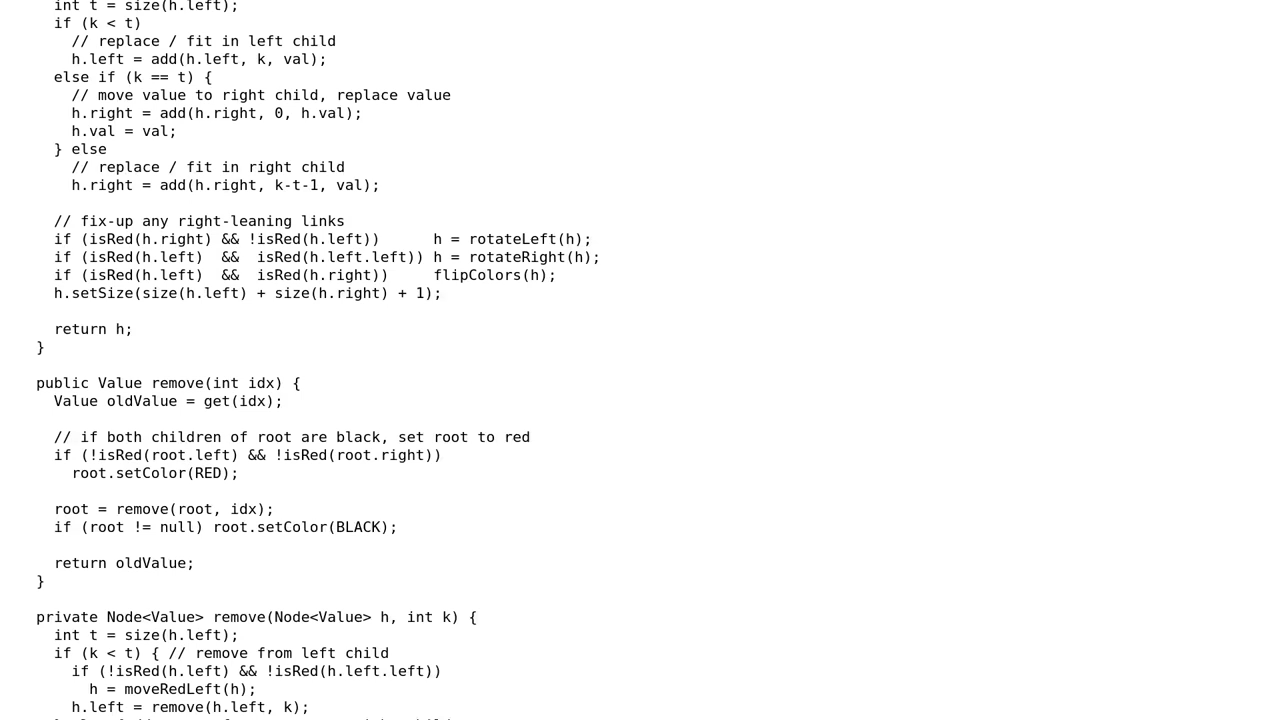 int t = size(h.left);
if (k < t)
// replace / fit in left child
h.left = add(h.left, k, val);
else if (k == t) {
// move value to right child, replace value
h.right = add(h.right, 0, h.val);
h.val = val;
} else
// replace / fit in right child
h.right = add(h.right, k-t-1, val);
// fix-up any right-leaning links
if (isRed(h.right) && !isRed(h.left))      h = rotateLeft(h);
if (isRed(h.left)  &&  isRed(h.left.left)) h = rotateRight(h);
if (isRed(h.left)  &&  isRed(h.right))     flipColors(h);
h.setSize(size(h.left) + size(h.right) + 1);
return h;
}
public Value remove(int idx) {
Value oldValue = get(idx);
// if both children of root are black, set root to red
if (!isRed(root.left) && !isRed(root.right))
root.setColor(RED);
root = remove(root, idx);
if (root != null) root.setColor(BLACK);
return oldValue;
}
private Node<Value> remove(Node<Value> h, int k) {
int t = size(h.left);
if (k < t) { // remove from left child
if (!isRed(h.left) && !isRed(h.left.left))
h = moveRedLeft(h);
h.left = remove(h.left, k);